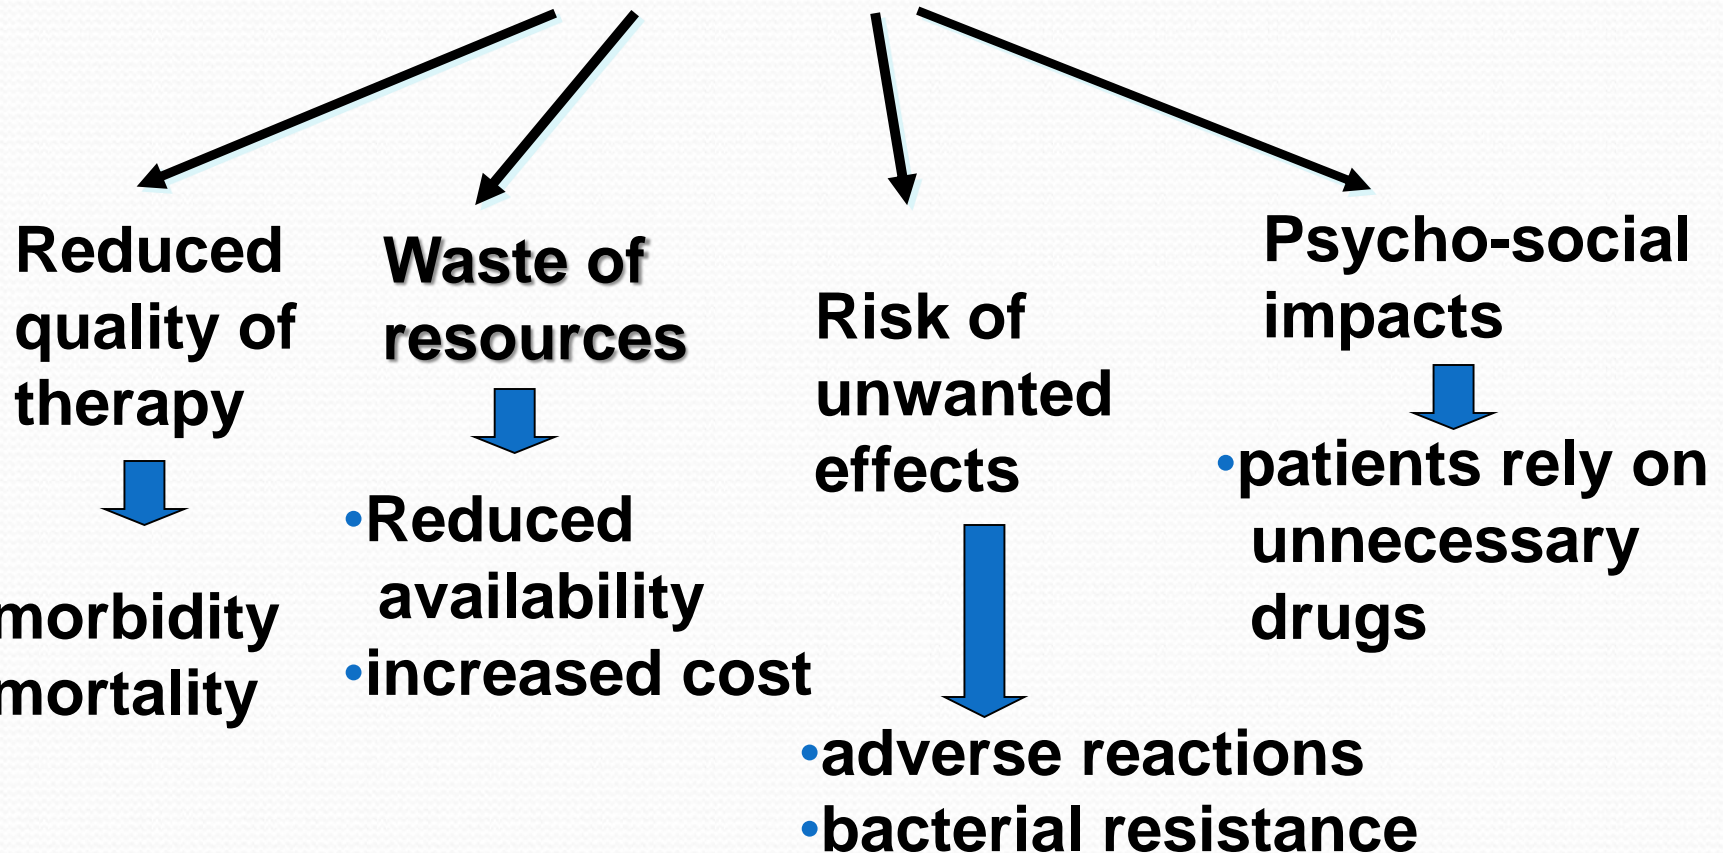 Reduced
quality of
therapy
morbidity
mortality
Waste of
resources
•Reduced
availability
•increased cost
Risk of
unwanted
effects
•adverse reactions
•bacterial resistance
Psycho-social
impacts
•patients rely on
unnecessary
drugs